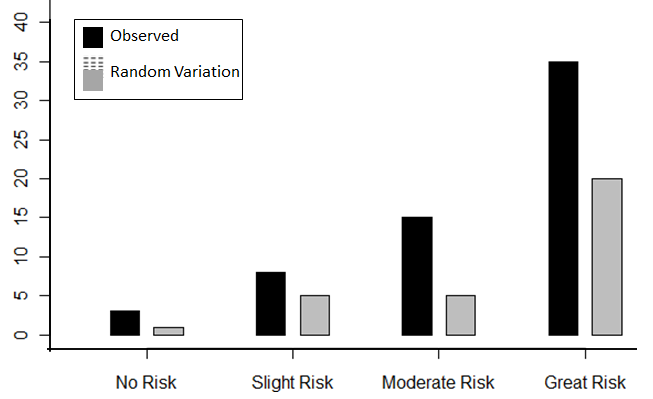 40
35
30
25
20
15
10
5
0
Observed
Random Variation
No Risk
Slight Risk
Moderate Risk
Great Risk